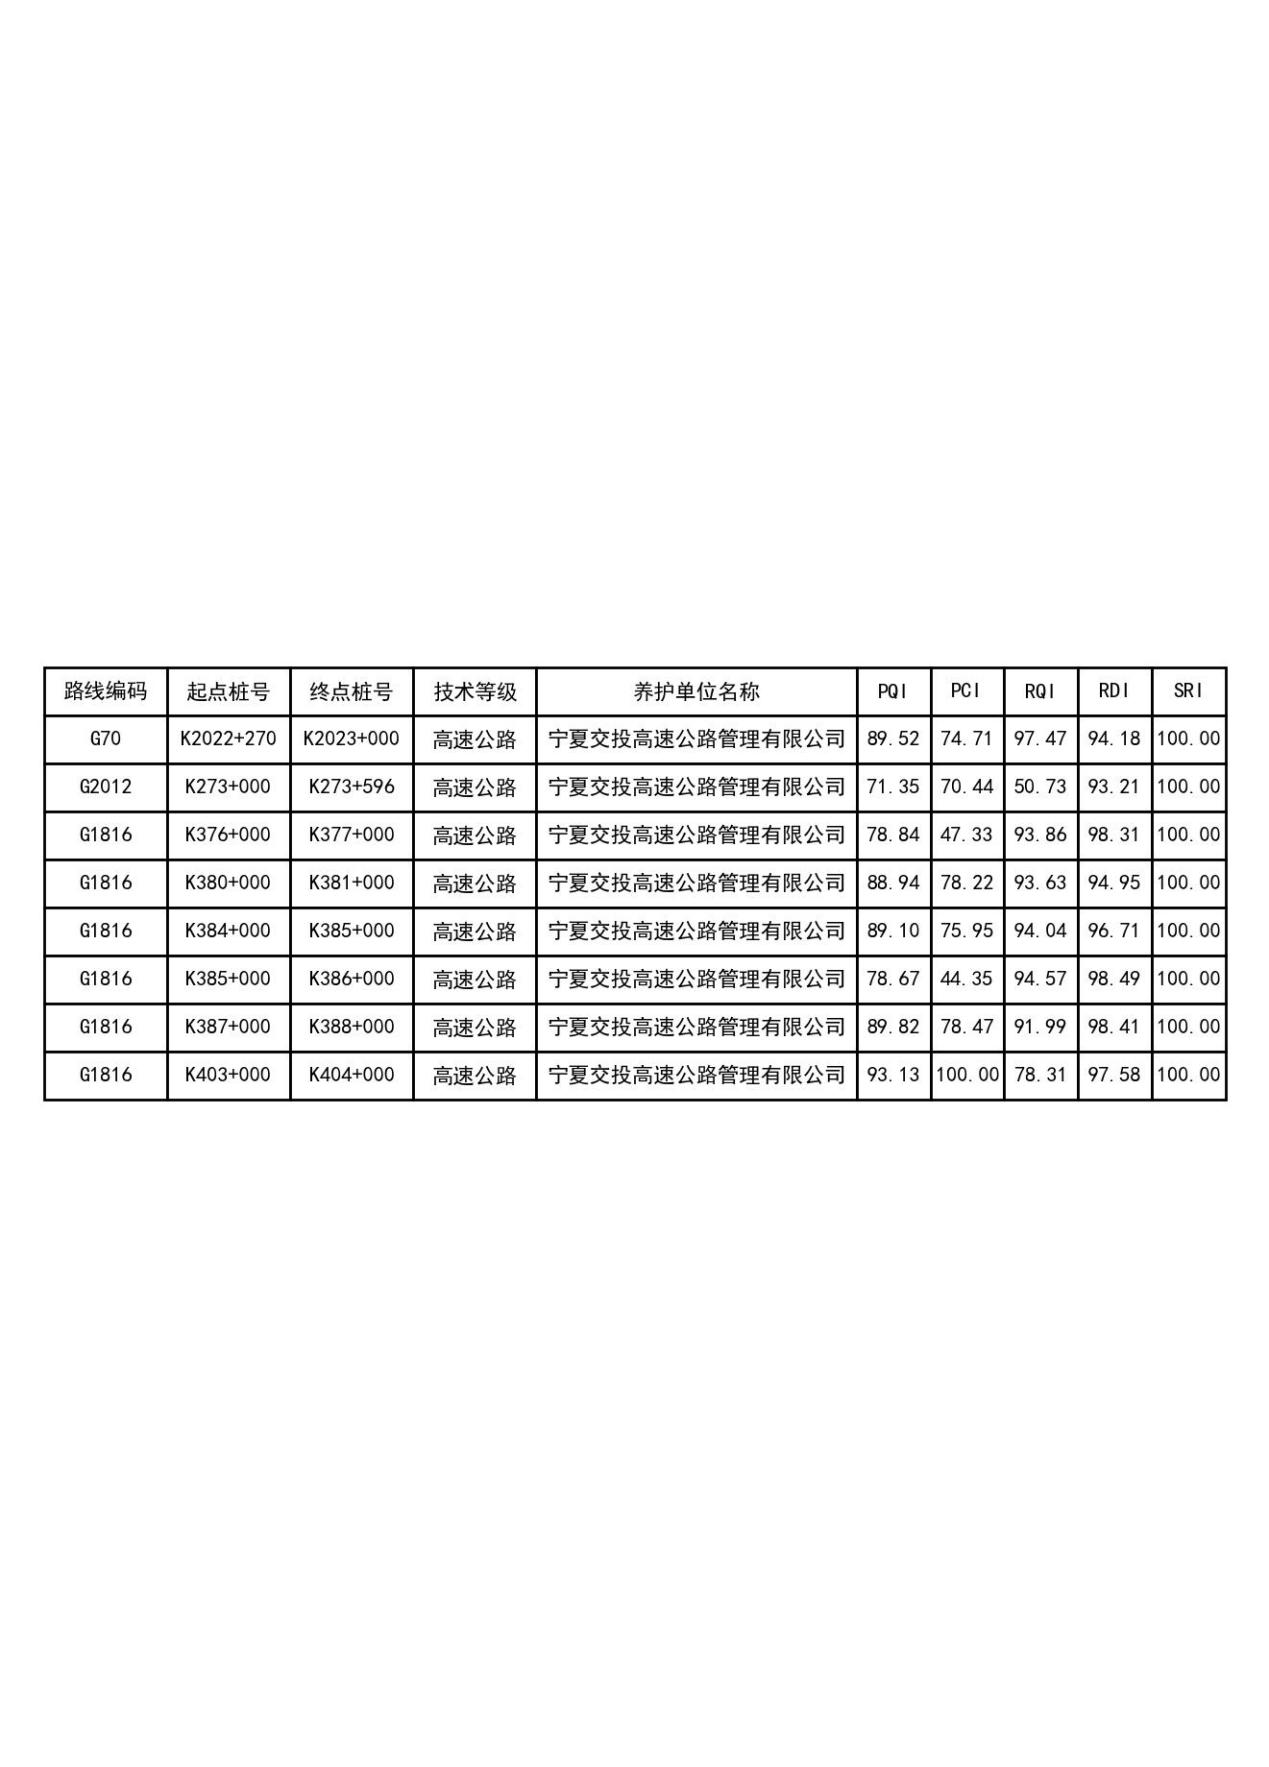 路线编码 起点桩号 终点桩号 技术等级 养护单位名称 PQI PCI RQI RDI SRI
G70 K2022+270 K2023+000 高速公路 宁夏交投高速公路管理有限公司 89.52 74.71 97.47 94.18 100.00
G2012 K273+000 K273+596 高速公路 宁夏交投高速公路管理有限公司 71.35 70.44 50.73 93.21 100.00
G1816 K376+000 K377+000 高速公路 宁夏交投高速公路管理有限公司 78.84 47.33 93.86 98.31 100.00
G1816 K380+000 K381+000 高速公路 宁夏交投高速公路管理有限公司 88.94 78.22 93.63 94.95 100.00
G1816 K384+000 K385+000 高速公路 宁夏交投高速公路管理有限公司 89.10 75.95 94.04 96.71 100.00
G1816 K385+000 K386+000 高速公路 宁夏交投高速公路管理有限公司 78.67 44.35 94.57 98.49 100.00
G1816 K387+000 K388+000 高速公路 宁夏交投高速公路管理有限公司 89.82 78.47 91.99 98.41 100.00
G1816 K403+000 K404+000 高速公路 宁夏交投高速公路管理有限公司 93.13 100.00 78.31 97.58 100.00